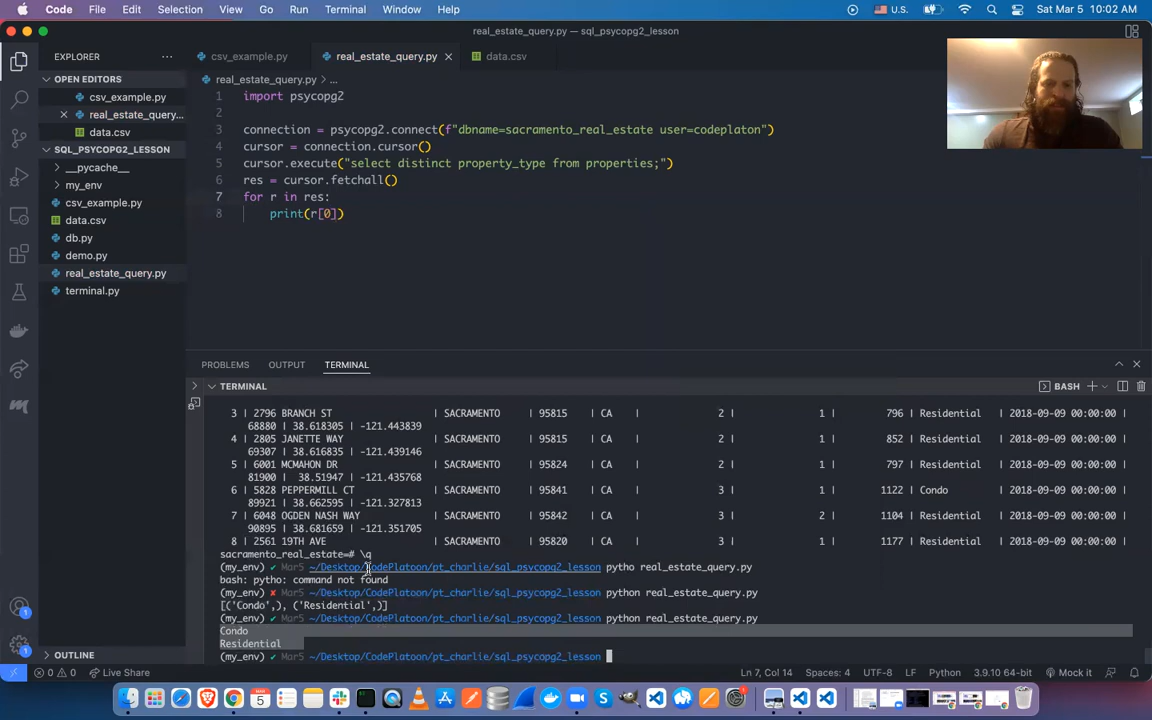 Code File Edit Selection View Go Run Terminal Window Help U.S. Sat Mar 5 10:02 AM
real_estate_query.py — sql_psycopg2_lesson
EXPLORER ...
csv_example.py real_estate_query.py data.csv
OPEN EDITORS
real_estate_query.py > ...
csv_example.py
real_estate_query...
data.csv
SQL_PSYCOPG2_LESSON
__pycache__
my_env
csv_example.py
data.csv
db.py
demo.py
real_estate_query.py
terminal.py
1 import psycopg2
2
3 connection = psycopg2.connect(f"dbname=sacramento_real_estate user=codeplaton")
4 cursor = connection.cursor()
5 cursor.execute("select distinct property_type from properties;")
6 res = cursor.fetchall()
7 for r in res:
8 print(r[0])
PROBLEMS OUTPUT TERMINAL
TERMINAL BASH
3 | 2796 BRANCH ST | SACRAMENTO | 95815 | CA | 2 | 1 | 796 | Residential | 2018-09-09 00:00:00 |
68880 | 38.618305 | -121.443839
4 | 2805 JANETTE WAY | SACRAMENTO | 95815 | CA | 2 | 1 | 852 | Residential | 2018-09-09 00:00:00 |
69307 | 38.616835 | -121.439146
5 | 6001 MCMAHON DR | SACRAMENTO | 95824 | CA | 2 | 1 | 797 | Residential | 2018-09-09 00:00:00 |
81900 | 38.51947 | -121.435768
6 | 5828 PEPPERMILL CT | SACRAMENTO | 95841 | CA | 3 | 1 | 1122 | Condo | 2018-09-09 00:00:00 |
89921 | 38.662595 | -121.327813
7 | 6048 OGDEN NASH WAY | SACRAMENTO | 95842 | CA | 3 | 2 | 1104 | Residential | 2018-09-09 00:00:00 |
90895 | 38.681659 | -121.351705
8 | 2561 19TH AVE | SACRAMENTO | 95820 | CA | 3 | 1 | 1177 | Residential | 2018-09-09 00:00:00 |
sacramento_real_estate=# \q
(my_env) ✔ Mar5 ~/Desktop/CodePlatoon/pt_charlie/sql_psycopg2_lesson pytho real_estate_query.py
bash: pytho: command not found
(my_env) ✘ Mar5 ~/Desktop/CodePlatoon/pt_charlie/sql_psycopg2_lesson python real_estate_query.py
[('Condo',), ('Residential',)]
(my_env) ✔ Mar5 ~/Desktop/CodePlatoon/pt_charlie/sql_psycopg2_lesson python real_estate_query.py
Condo
Residential
(my_env) ✔ Mar5 ~/Desktop/CodePlatoon/pt_charlie/sql_psycopg2_lesson
OUTLINE
0 0 Live Share Ln 7, Col 14 Spaces: 4 UTF-8 LF Python 3.9.10 64-bit Mock it